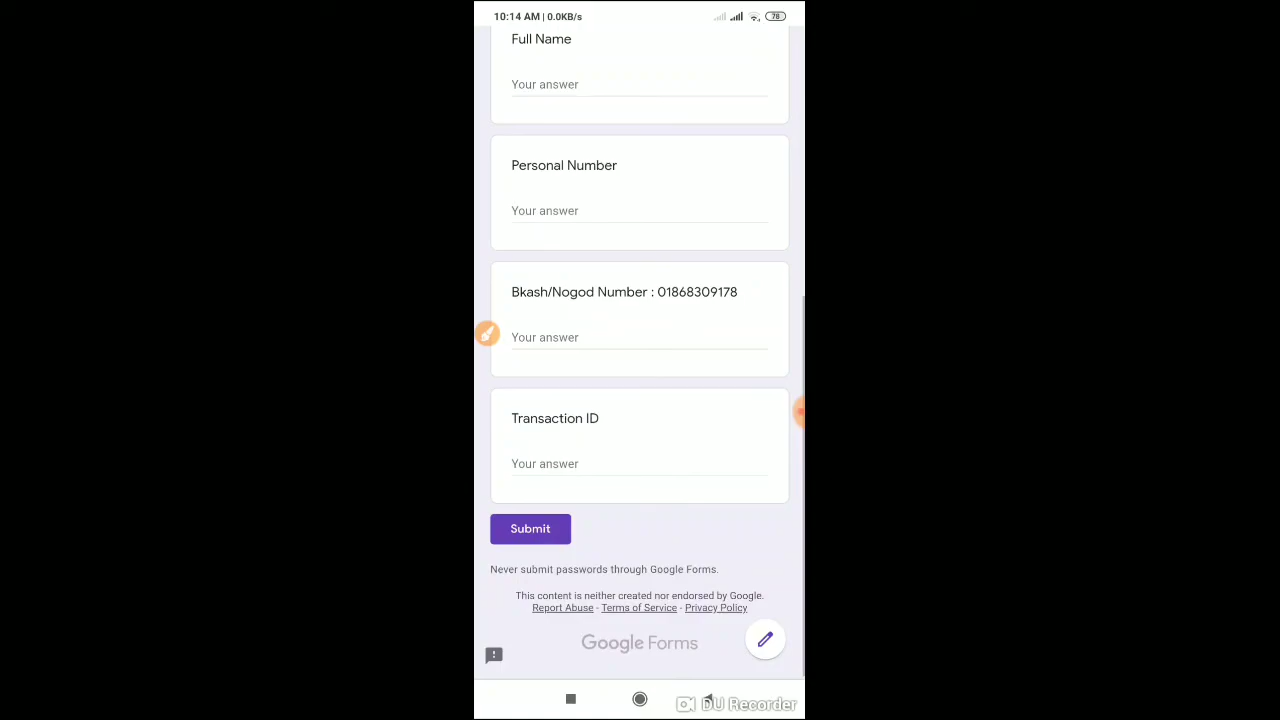 10:14 AM | 0.0KB/s
78
Full Name
Your answer
Personal Number
Your answer
Bkash/Nogod Number : 01868309178
Your answer
Transaction ID
Your answer
Submit
Never submit passwords through Google Forms.
This content is neither created nor endorsed by Google.
Report Abuse - Terms of Service - Privacy Policy
Google Forms
DU Recorder